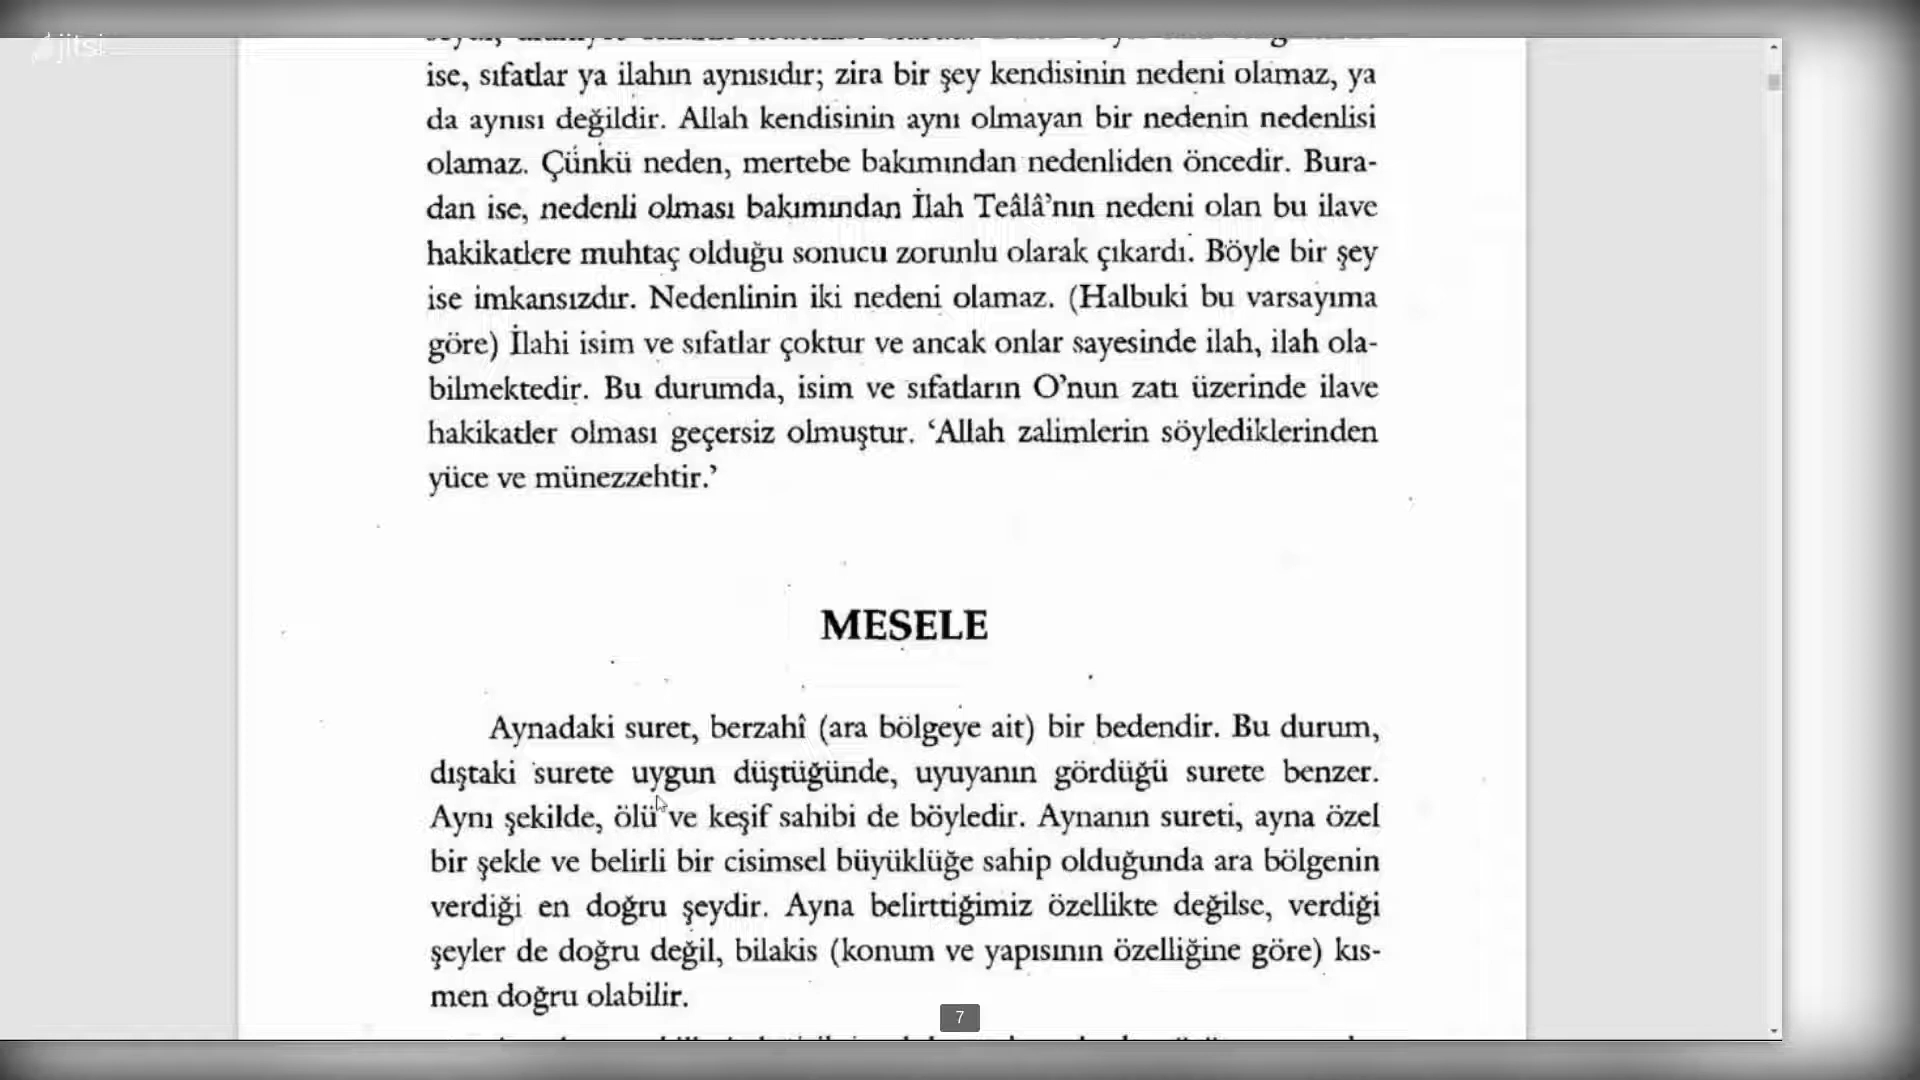 jitsi
ise, sıfatlar ya ilahın aynısıdır; zira bir şey kendisinin nedeni olamaz, ya
da aynısı değildir. Allah kendisinin aynı olmayan bir nedenin nedenlisi
olamaz. Çünkü neden, mertebe bakımından nedenliden öncedir. Bura-
dan ise, nedenli olması bakımından İlah Teâlâ’nın nedeni olan bu ilave
hakikatlere muhtaç olduğu sonucu zorunlu olarak çıkardı. Böyle bir şey
ise imkansızdır. Nedenlinin iki nedeni olamaz. (Halbuki bu varsayıma
göre) İlahi isim ve sıfatlar çoktur ve ancak onlar sayesinde ilah, ilah ola-
bilmektedir. Bu durumda, isim ve sıfatların O’nun zatı üzerinde ilave
hakikatler olması geçersiz olmuştur. ‘Allah zalimlerin söylediklerinden
yüce ve münezzehtir.’
MESELE
Aynadaki suret, berzahî (ara bölgeye ait) bir bedendir. Bu durum,
dıştaki surete uygun düştüğünde, uyuyanın gördüğü surete benzer.
Aynı şekilde, ölü ve keşif sahibi de böyledir. Aynanın sureti, ayna özel
bir şekle ve belirli bir cisimsel büyüklüğe sahip olduğunda ara bölgenin
verdiği en doğru şeydir. Ayna belirttiğimiz özellikte değilse, verdiği
şeyler de doğru değil, bilakis (konum ve yapısının özelliğine göre) kıs-
men doğru olabilir.
7